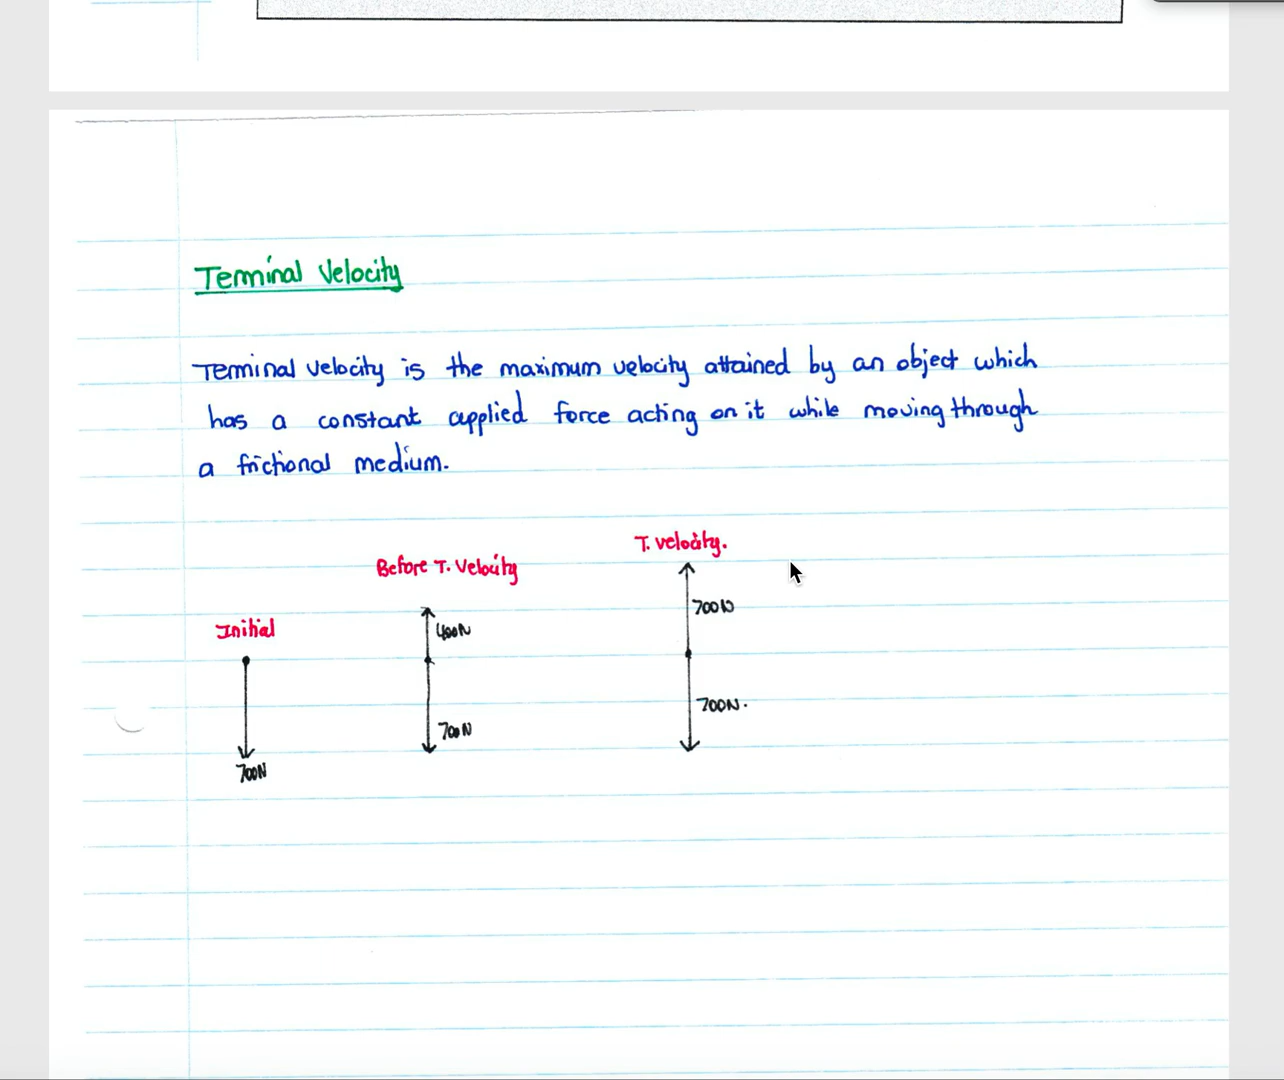 Terminal Velocity
Terminal velocity is the maximum velocity attained by an object which
has a constant applied force acting on it while moving through
a frictional medium.
T. velocity.
Before T. Velocity
700N
Initial
400N
700N.
700N
700N